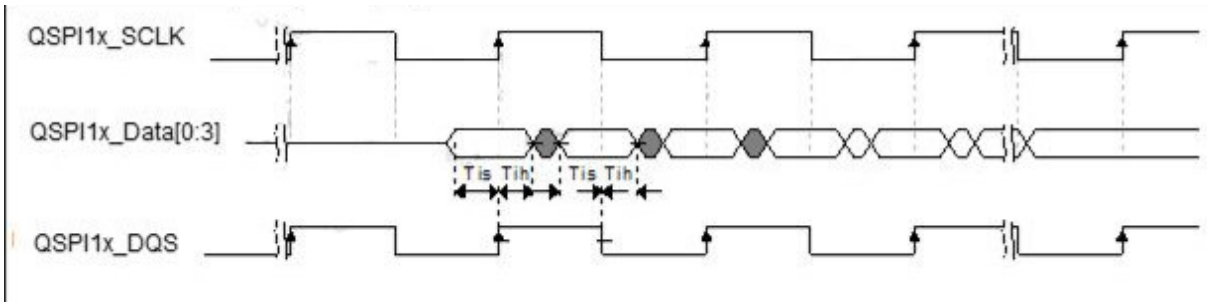 QSPI1x_SCLK
QSPI1x_Data[0:3]
Tis Tih Tis Tih
QSPI1x_DQS